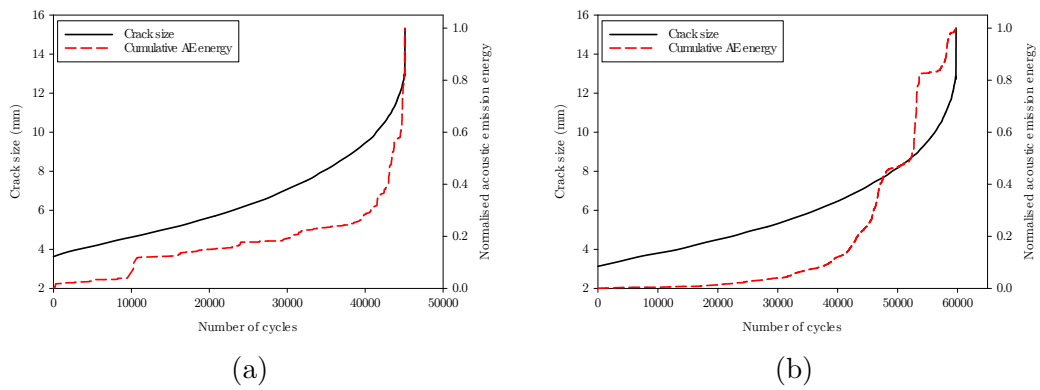 16
14
12
10
8
6
4
2
Crack size (mm)
Crack size
Cumulative AE energy
1.0
0.8
0.6
0.4
0.2
0.0
Normalised acoustic emission energy
0 10000 20000 30000 40000 50000
Number of cycles
(a)
16
14
12
10
8
6
4
2
Crack size (mm)
Crack size
Cumulative AE energy
1.0
0.8
0.6
0.4
0.2
0.0
Normalised acoustic emission energy
0 10000 20000 30000 40000 50000 60000
Number of cycles
(b)